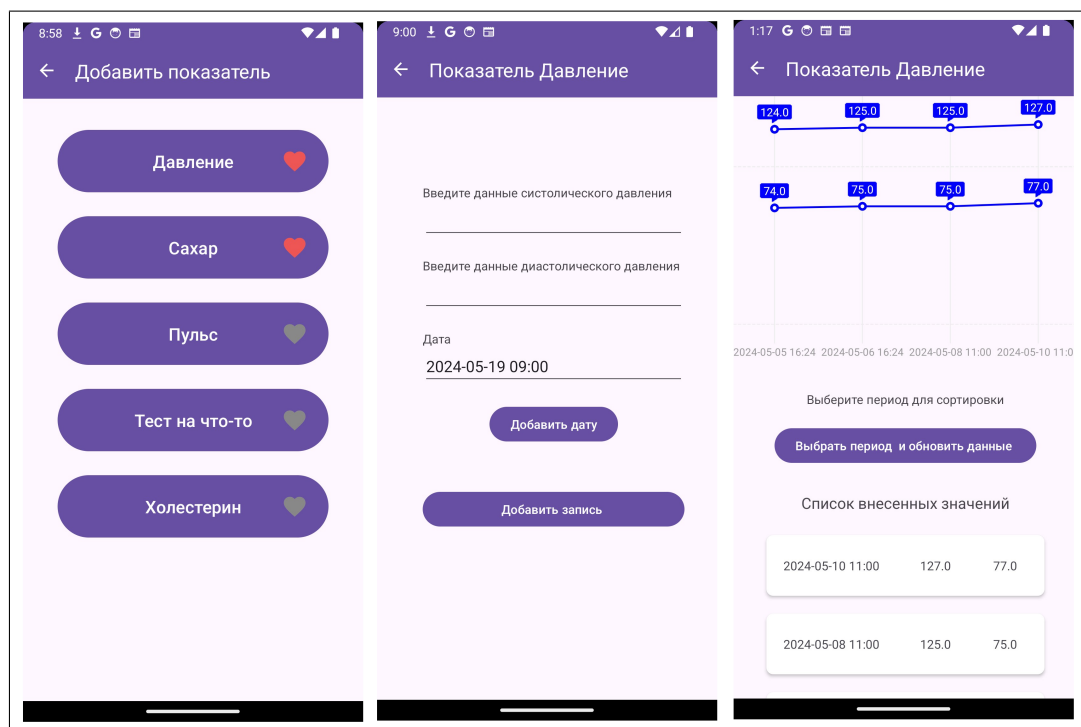 8:58
Добавить показатель
Давление
Сахар
Пульс
Тест на что-то
Холестерин
9:00
Показатель Давление
Введите данные систолического давления
Введите данные диастолического давления
Дата
2024-05-19 09:00
Добавить дату
Добавить запись
1:17
Показатель Давление
124.0 125.0 125.0 127.0
74.0 75.0 75.0 77.0
2024-05-05 16:24 2024-05-06 16:24 2024-05-08 11:00 2024-05-10 11:0
Выберите период для сортировки
Выбрать период и обновить данные
Список внесенных значений
2024-05-10 11:00 127.0 77.0
2024-05-08 11:00 125.0 75.0